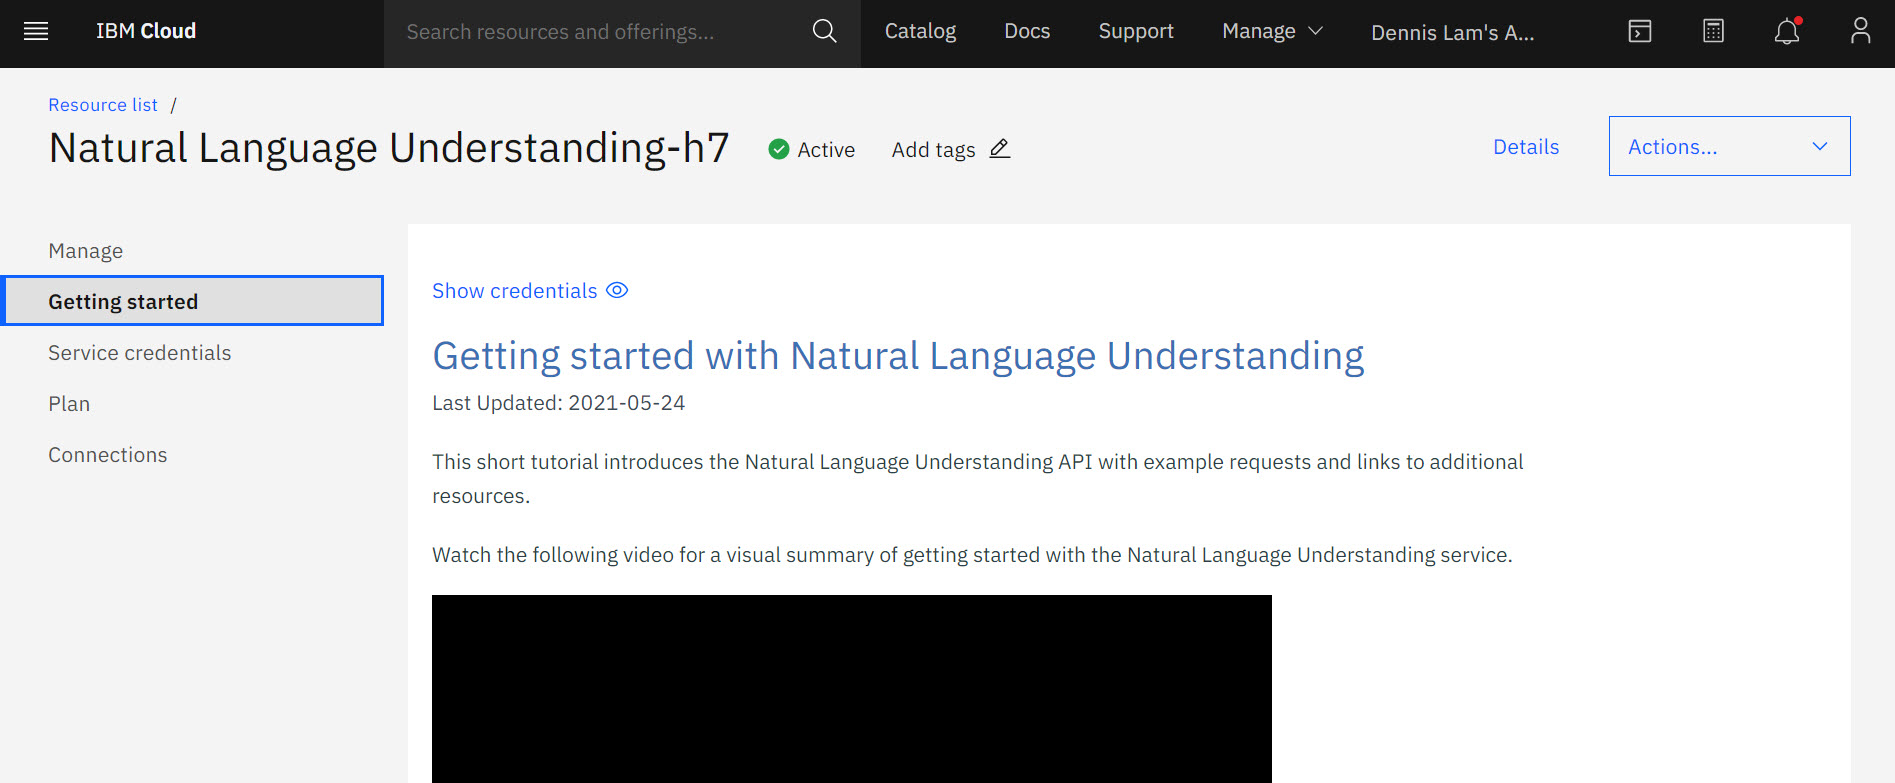 IBM Cloud
Search resources and offerings...
Catalog
Docs
Support
Manage
Dennis Lam's A...
Resource list /
Natural Language Understanding-h7
Active
Add tags
Details
Actions...
Manage
Getting started
Service credentials
Plan
Connections
Show credentials
Getting started with Natural Language Understanding
Last Updated: 2021-05-24
This short tutorial introduces the Natural Language Understanding API with example requests and links to additional
resources.
Watch the following video for a visual summary of getting started with the Natural Language Understanding service.